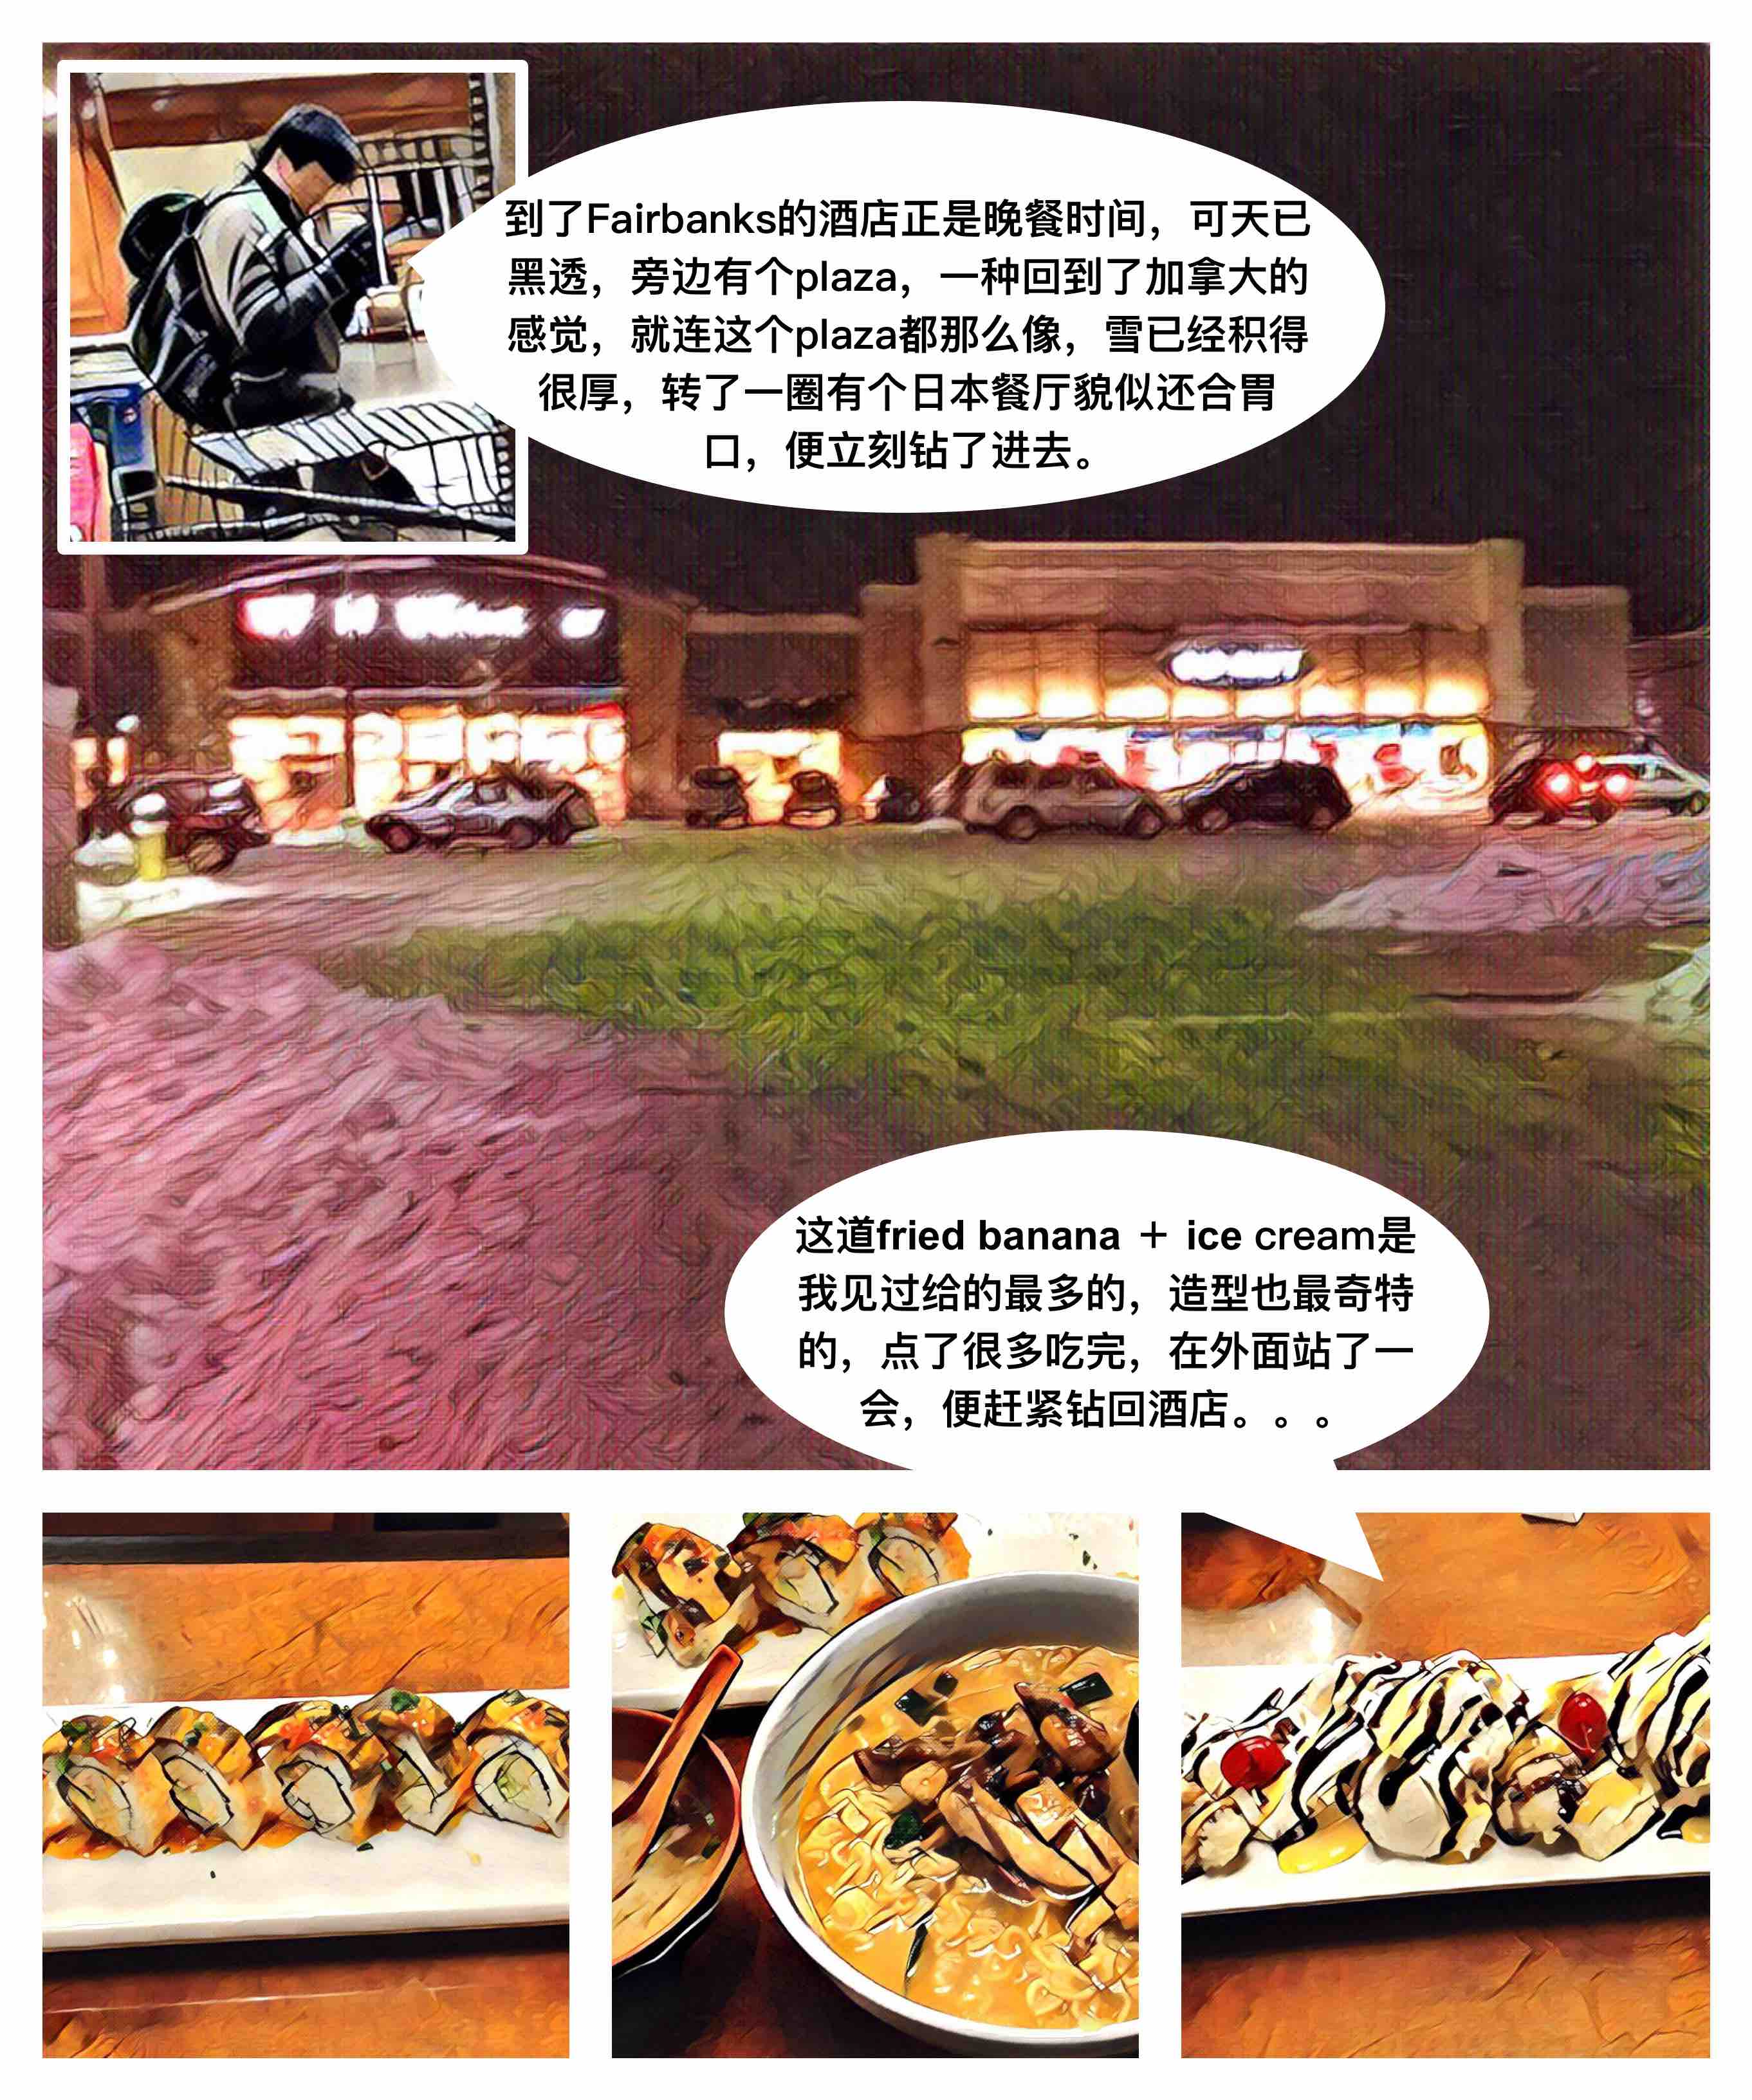 到了Fairbanks的酒店正是晚餐时间，可天已
黑透，旁边有个plaza，一种回到了加拿大的
感觉，就连这个plaza都那么像，雪已经积得
很厚，转了一圈有个日本餐厅貌似还合胃
口，便立刻钻了进去。
这道fried banana ＋ ice cream是
我见过给的最多的，造型也最奇特
的，点了很多吃完，在外面站了一
会，便赶紧钻回酒店。。。